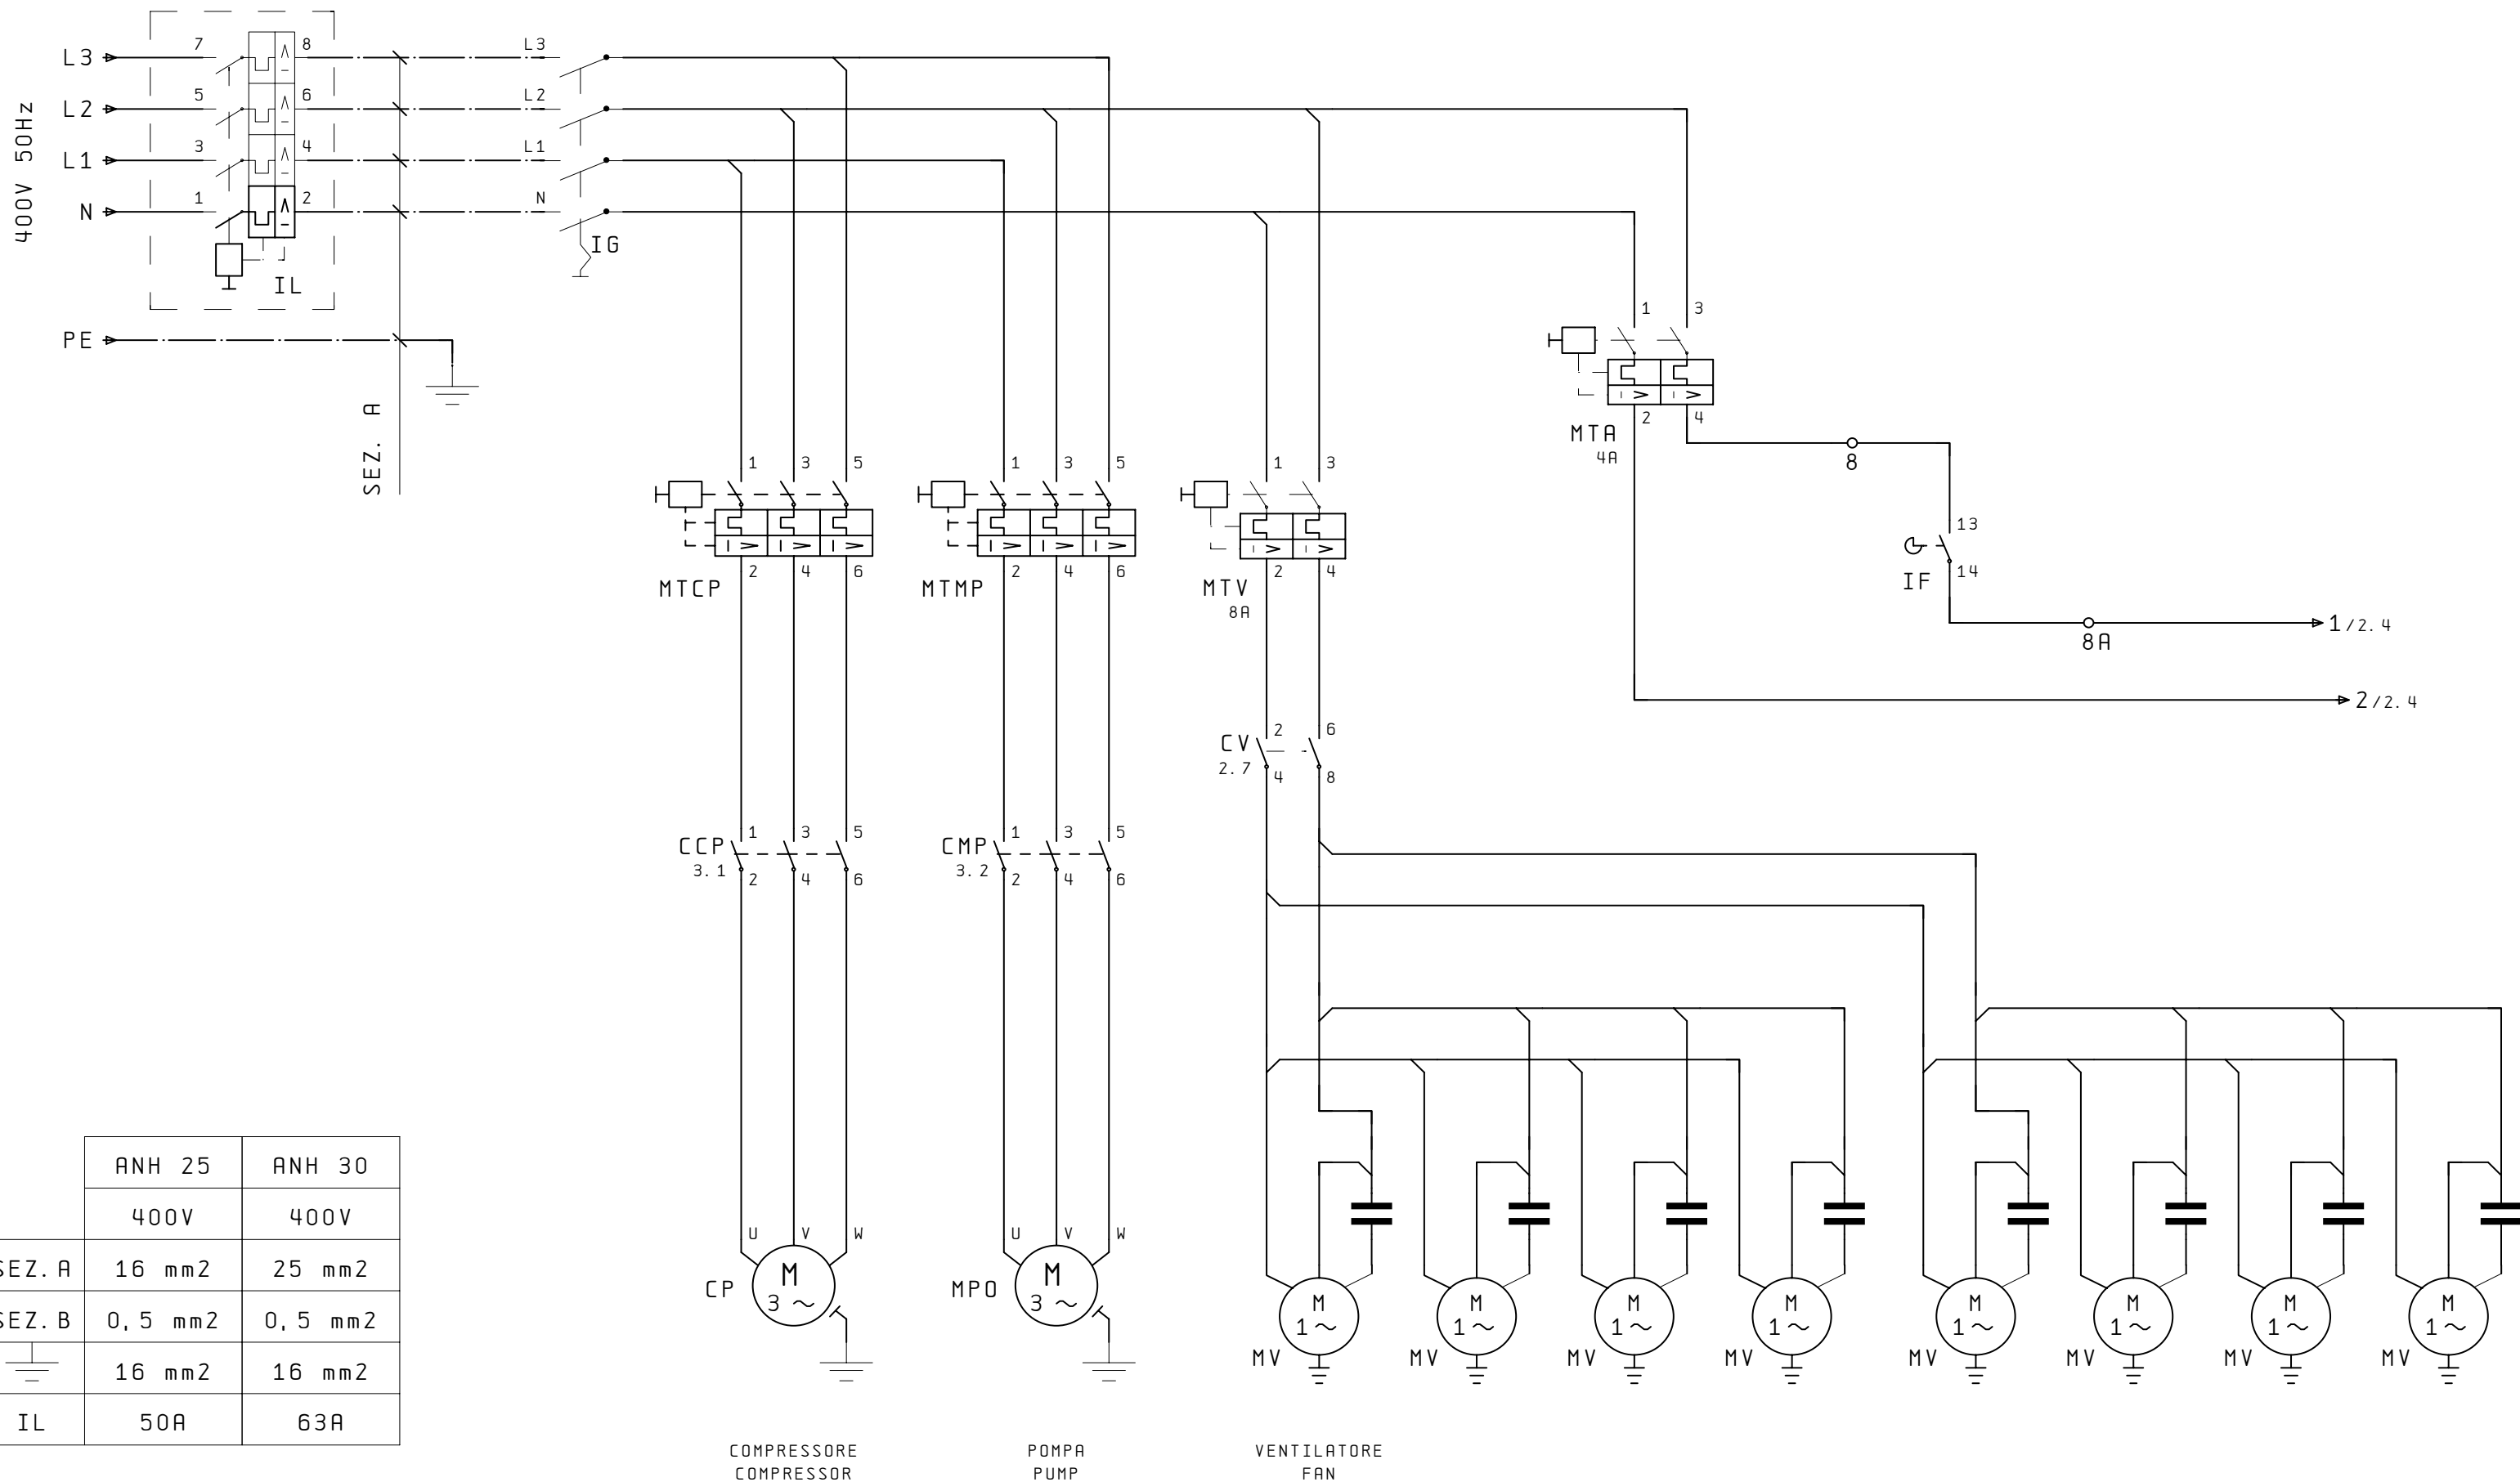 400V 50Hz
L3 7 8 L3
L2 5 6 L2
L1 3 4 L1
N 1 2 N
IG
IL
PE
SEZ. A
1 3
MTA
4A
2 4
8
1 3 5
1 3 5
1 3
13
IF
14
MTCP
2 4 6
MTMP
2 4 6
MTV
8A
2 4
8A
1/2.4
2/2.4
CV
2.7
2 6
4 8
CCP
3.1
1 3 5
2 4 6
CMP
3.2
1 3 5
2 4 6
ANH 25 ANH 30
400V 400V
SEZ.A 16 mm2 25 mm2
SEZ.B 0,5 mm2 0,5 mm2
16 mm2 16 mm2
IL 50A 63A
U V W
CP M
3 ~
U V W
MPO M
3 ~
M M M M M M M M
1~ 1~ 1~ 1~ 1~ 1~ 1~ 1~
MV MV MV MV MV MV MV MV
COMPRESSORE
COMPRESSOR
POMPA
PUMP
VENTILATORE
FAN